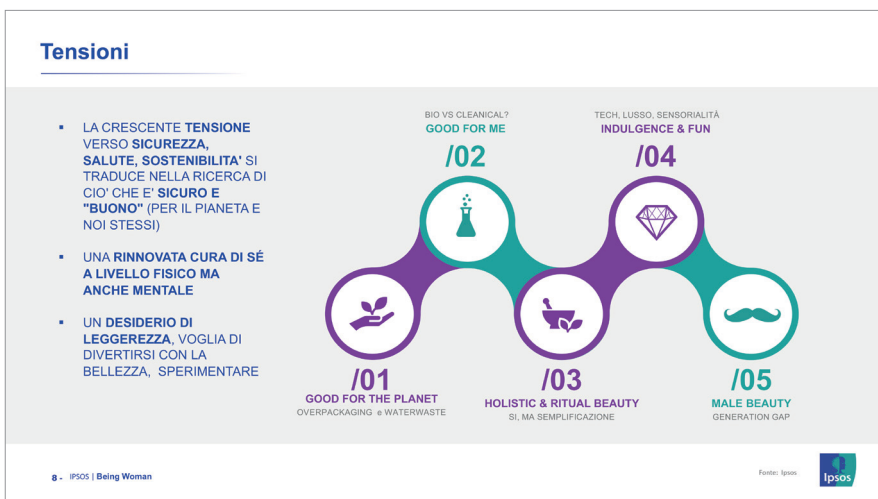 Tensioni
▪ LA CRESCENTE TENSIONE
VERSO SICUREZZA,
SALUTE, SOSTENIBILITA' SI
TRADUCE NELLA RICERCA DI
CIO' CHE E' SICURO E
"BUONO" (PER IL PIANETA E
NOI STESSI)
▪ UNA RINNOVATA CURA DI SÉ
A LIVELLO FISICO MA
ANCHE MENTALE
▪ UN DESIDERIO DI
LEGGEREZZA, VOGLIA DI
DIVERTIRSI CON LA
BELLEZZA, SPERIMENTARE
/01
GOOD FOR THE PLANET
OVERPACKAGING e WATERWASTE
BIO VS CLEANICAL?
GOOD FOR ME
/02
/03
HOLISTIC & RITUAL BEAUTY
SI, MA SEMPLIFICAZIONE
TECH, LUSSO, SENSORIALITÀ
INDULGENCE & FUN
/04
/05
MALE BEAUTY
GENERATION GAP
8 - IPSOS | Being Woman
Fonte: Ipsos
Ipsos